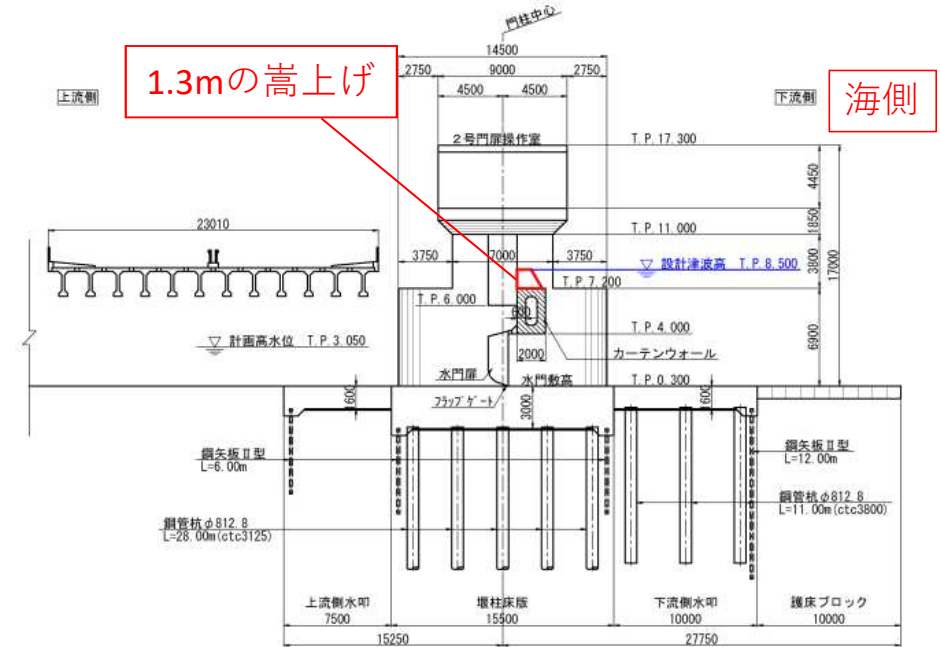 門柱中心
14500
2750
9000
2750
4500
4500
1.3mの嵩上げ
上流側
下流側
海側
2号門扉操作室
T.P.17.300
4450
1850
3800
6900
17000
T.P.11.000
23010
3750
7000
3750
設計津波高 T.P.8.500
T.P.7.200
T.P.6.000
600
T.P.4.000
計画高水位 T.P.3.050
2000
カーテンウォール
水門扉
水門敷高
T.P.0.300
フラップゲート
1600
3000
1600
鋼矢板Ⅱ型
L=6.00m
鋼矢板Ⅱ型
L=12.00m
鋼管杭φ812.8
L=28.00m(ctc3125)
鋼管杭φ812.8
L=11.00m(ctc3800)
上流側水叩
7500
堰柱床版
15500
下流側水叩
10000
護床ブロック
10000
15250
27750